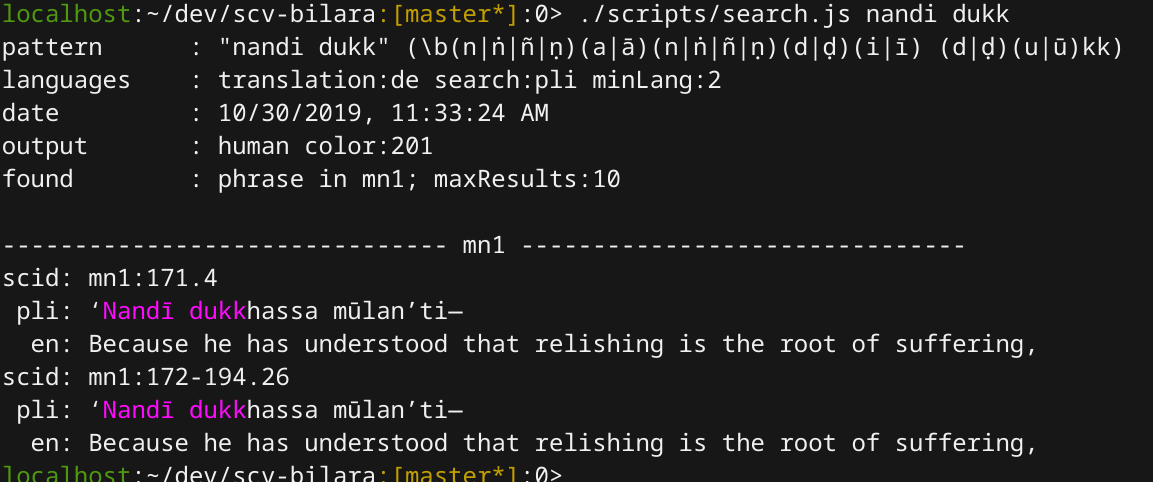 localhost:~/dev/scv-bilara:[master*]:0> ./scripts/search.js nandi dukk
pattern      : "nandi dukk" (\b(n|ṅ|ñ|ṇ)(a|ā)(n|ṅ|ñ|ṇ)(d|ḍ)(i|ī) (d|ḍ)(u|ū)kk)
languages    : translation:de search:pli minLang:2
date         : 10/30/2019, 11:33:24 AM
output       : human color:201
found        : phrase in mn1; maxResults:10
------------------------------- mn1 -------------------------------
scid: mn1:171.4
 pli: ‘Nandī dukkhassa mūlan’ti—
  en: Because he has understood that relishing is the root of suffering,
scid: mn1:172-194.26
 pli: ‘Nandī dukkhassa mūlan’ti—
  en: Because he has understood that relishing is the root of suffering,
localhost:~/dev/scv-bilara:[master*]:0>